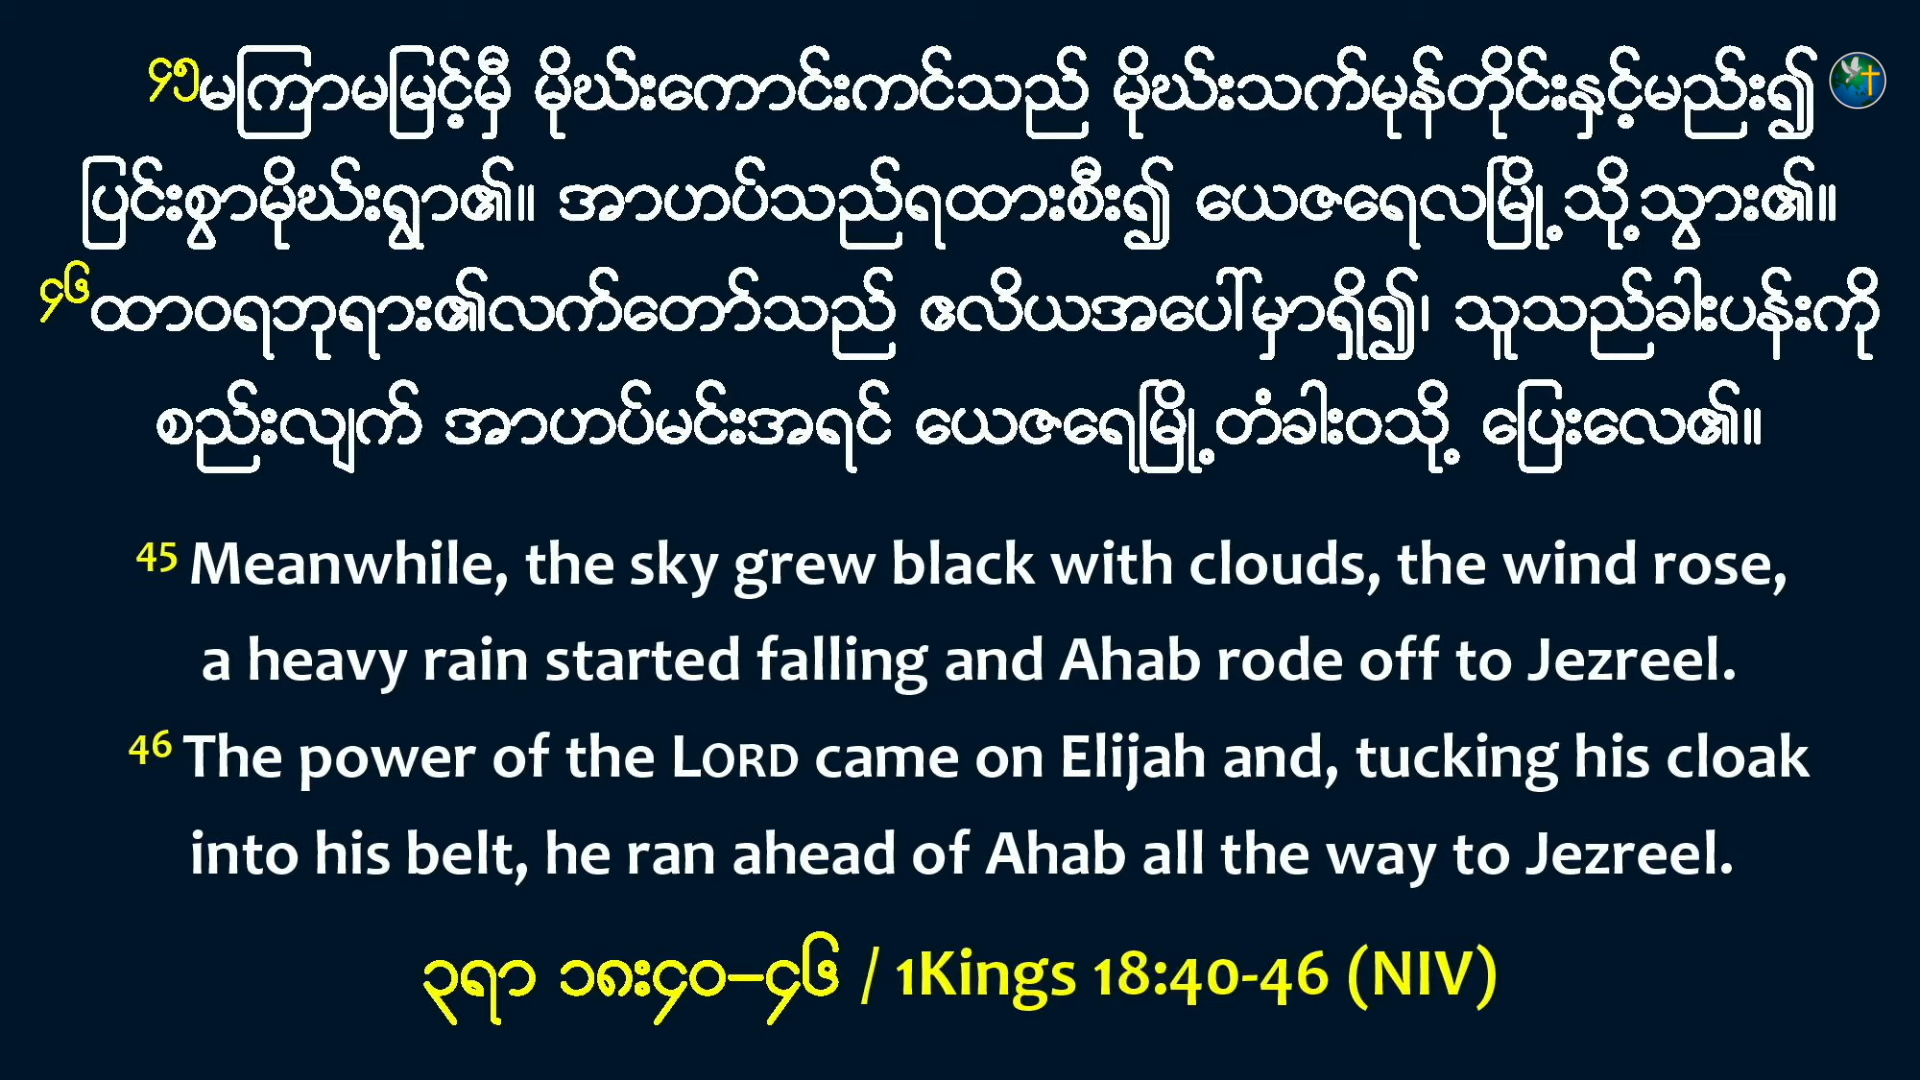 ၄၅မကြာမမြင့်မှီ မိုဃ်းကောင်းကင်သည် မိုဃ်းသက်မုန်တိုင်းနှင့်မည်း၍
ပြင်းစွာမိုဃ်းရွာ၏။ အာဟပ်သည်ရထားစီး၍ ယေဇရေလမြို့သို့သွား၏။
၄၆ထာဝရဘုရား၏လက်တော်သည် ဧလိယအပေါ်မှာရှိ၍၊ သူသည်ခါးပန်းကို
စည်းလျက် အာဟပ်မင်းအရင် ယေဇရေမြို့တံခါးဝသို့ ပြေးလေ၏။
45 Meanwhile, the sky grew black with clouds, the wind rose,
a heavy rain started falling and Ahab rode off to Jezreel.
46 The power of the LORD came on Elijah and, tucking his cloak
into his belt, he ran ahead of Ahab all the way to Jezreel.
၃ရာ ၁၈း၄၀–၄၆ / 1Kings 18:40-46 (NIV)